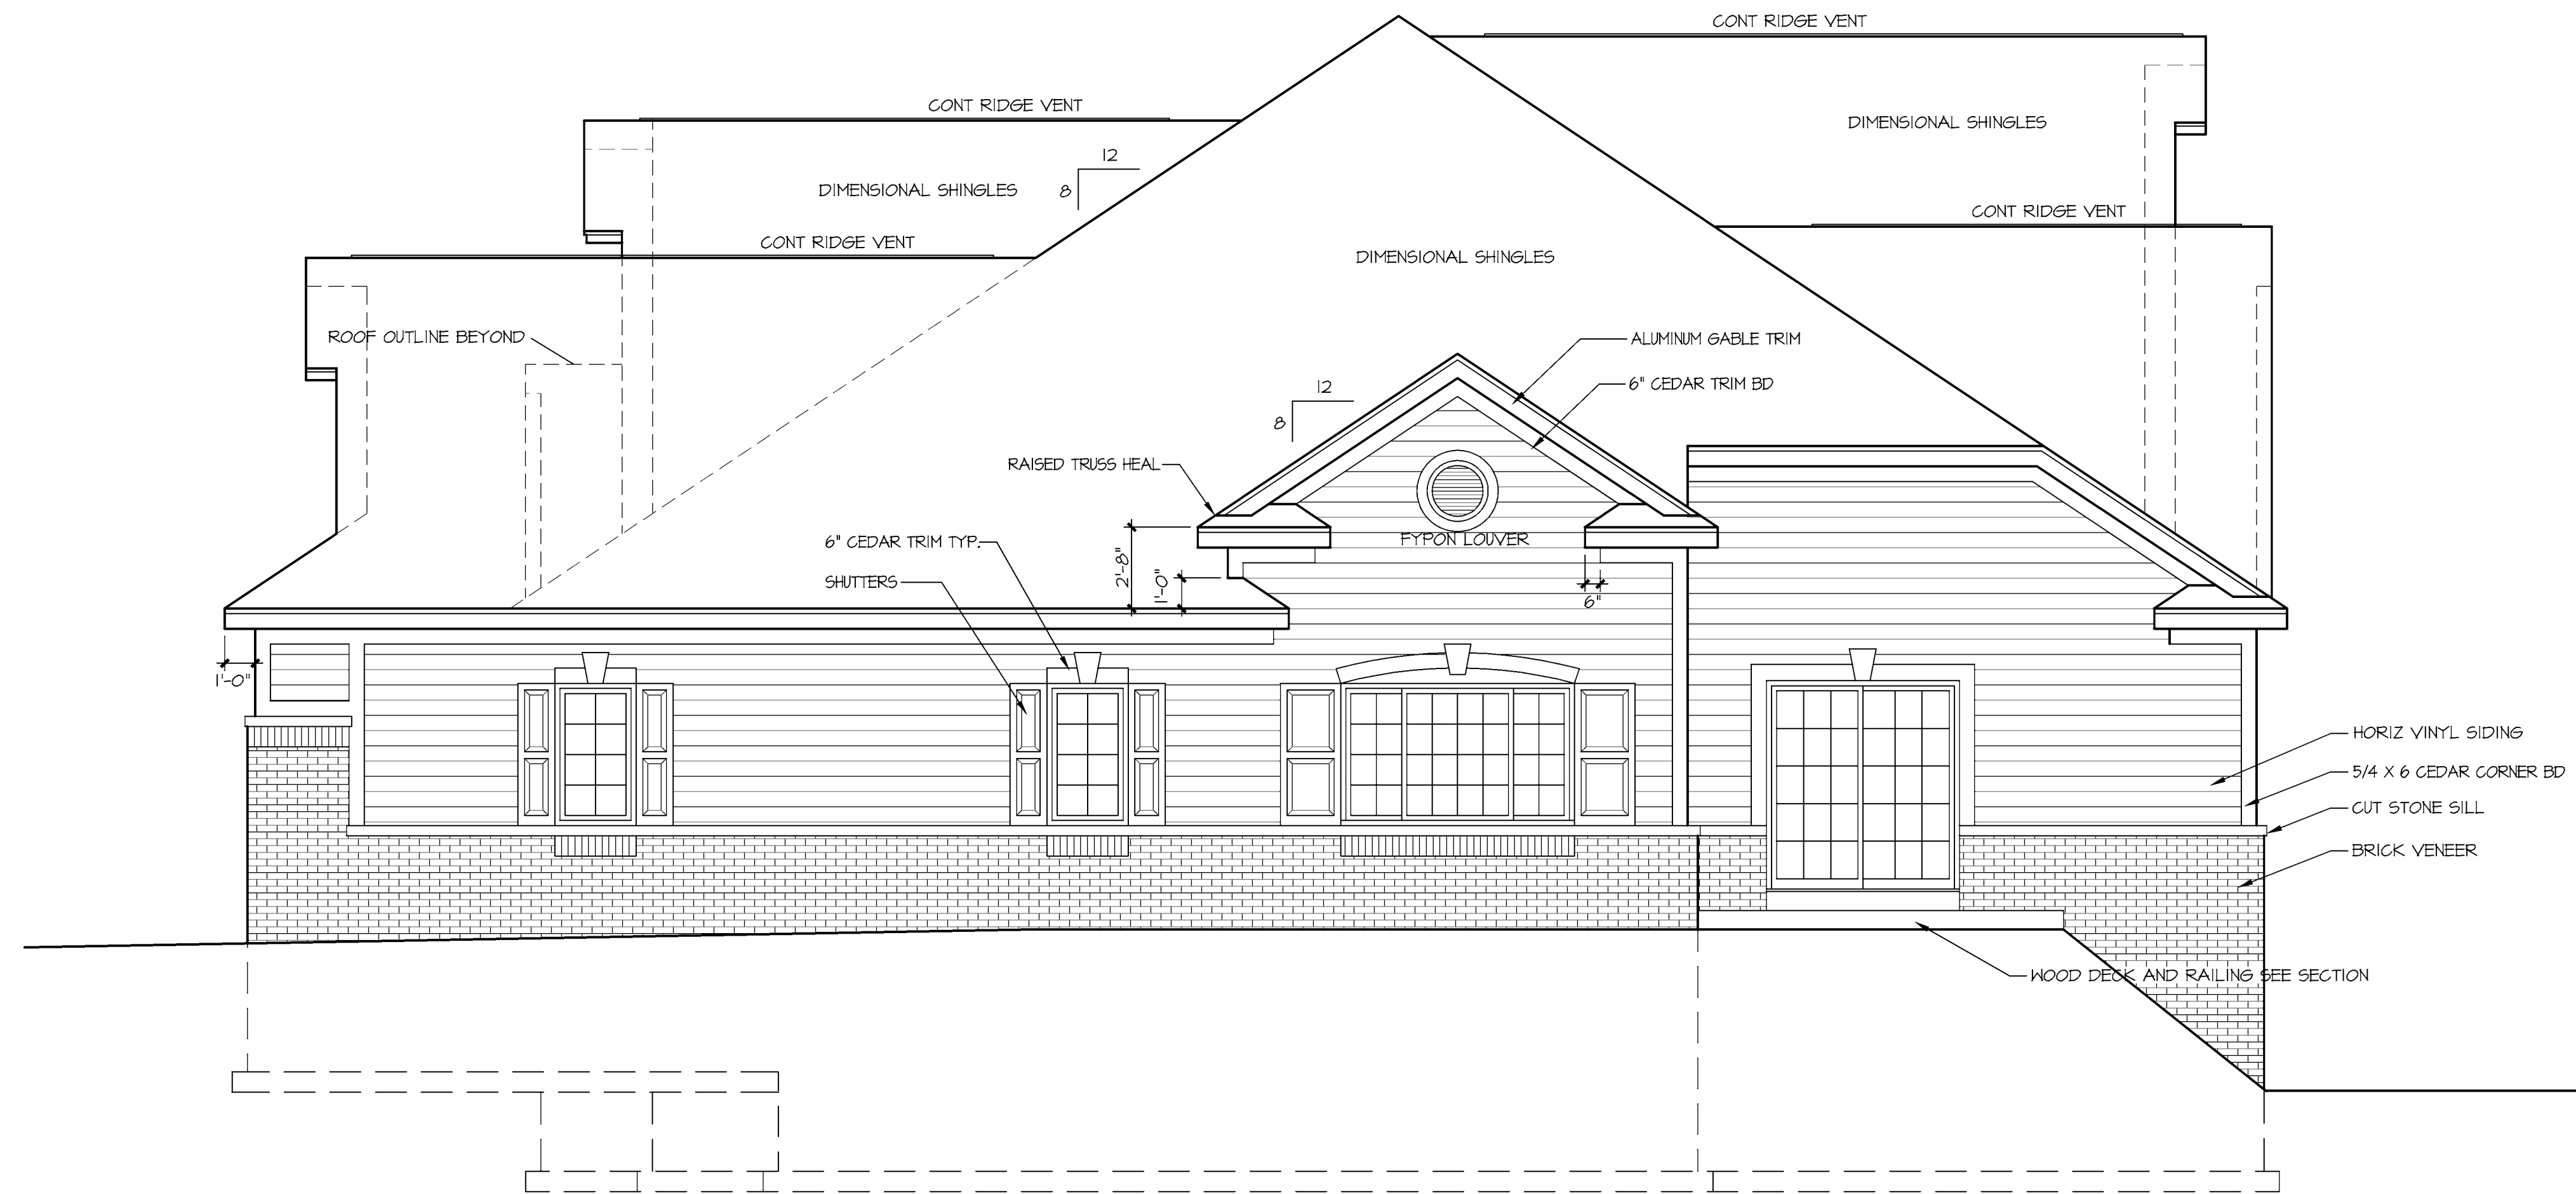 CONT RIDGE VENT
CONT RIDGE VENT
DIMENSIONAL SHINGLES
12
8
DIMENSIONAL SHINGLES
CONT RIDGE VENT
CONT RIDGE VENT
DIMENSIONAL SHINGLES
ROOF OUTLINE BEYOND
ALUMINUM GABLE TRIM
12
8
6" CEDAR TRIM BD
RAISED TRUSS HEAL
6" CEDAR TRIM TYP.
FYPON LOUVER
2'-8"
1'-0"
SHUTTERS
6"
1'-0"
HORIZ VINYL SIDING
5/4 X 6 CEDAR CORNER BD
CUT STONE SILL
BRICK VENEER
WOOD DECK AND RAILING SEE SECTION